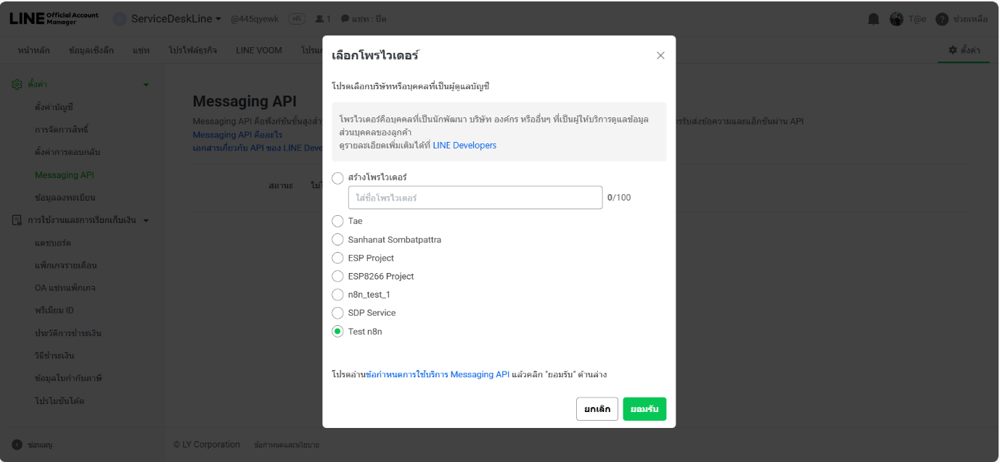 LINE Official Account Manager
ServiceDeskLine @445qyewk ฟรี 1 แชท : ปิด
T@e ช่วยเหลือ
หน้าหลัก ข้อมูลเชิงลึก แชท โปรไฟล์ธุรกิจ LINE VOOM ตั้งค่า
ตั้งค่า
ตั้งค่าบัญชี
การจัดการสิทธิ์
ตั้งค่าการตอบกลับ
Messaging API
ข้อมูลลงทะเบียน
การใช้งานและการเรียกเก็บเงิน
แดชบอร์ด
แพ็กเกจรายเดือน
OA แชทแพ็กเกจ
พรีเมียม ID
ประวัติการชำระเงิน
วิธีชำระเงิน
ข้อมูลใบกำกับภาษี
โปรโมชันโค้ด
ซ่อนเมนู
Messaging API
Messaging API คือฟังก์ชันขั้นสูงสำ
รับส่งข้อความและแอ็กชันผ่าน API
Messaging API คืออะไร
เอกสารเกี่ยวกับ API ของ LINE Deve
สถานะ
เลือกโพรไวเดอร์
โปรดเลือกบริษัทหรือบุคคลที่เป็นผู้ดูแลบัญชี
โพรไวเดอร์คือบุคคลที่เป็นนักพัฒนา บริษัท องค์กร หรืออื่นๆ ที่เป็นผู้ให้บริการดูแลข้อมูล
ส่วนบุคคลของลูกค้า
ดูรายละเอียดเพิ่มเติมได้ที่ LINE Developers
สร้างโพรไวเดอร์
ใส่ชื่อโพรไวเดอร์ 0/100
Tae
Sanhanat Sombatpattra
ESP Project
ESP8266 Project
n8n_test_1
SDP Service
Test n8n
โปรดอ่านข้อกำหนดการใช้บริการ Messaging API แล้วคลิก "ยอมรับ" ด้านล่าง
ยกเลิก ยอมรับ
© LY Corporation ข้อกำหนดและนโยบาย